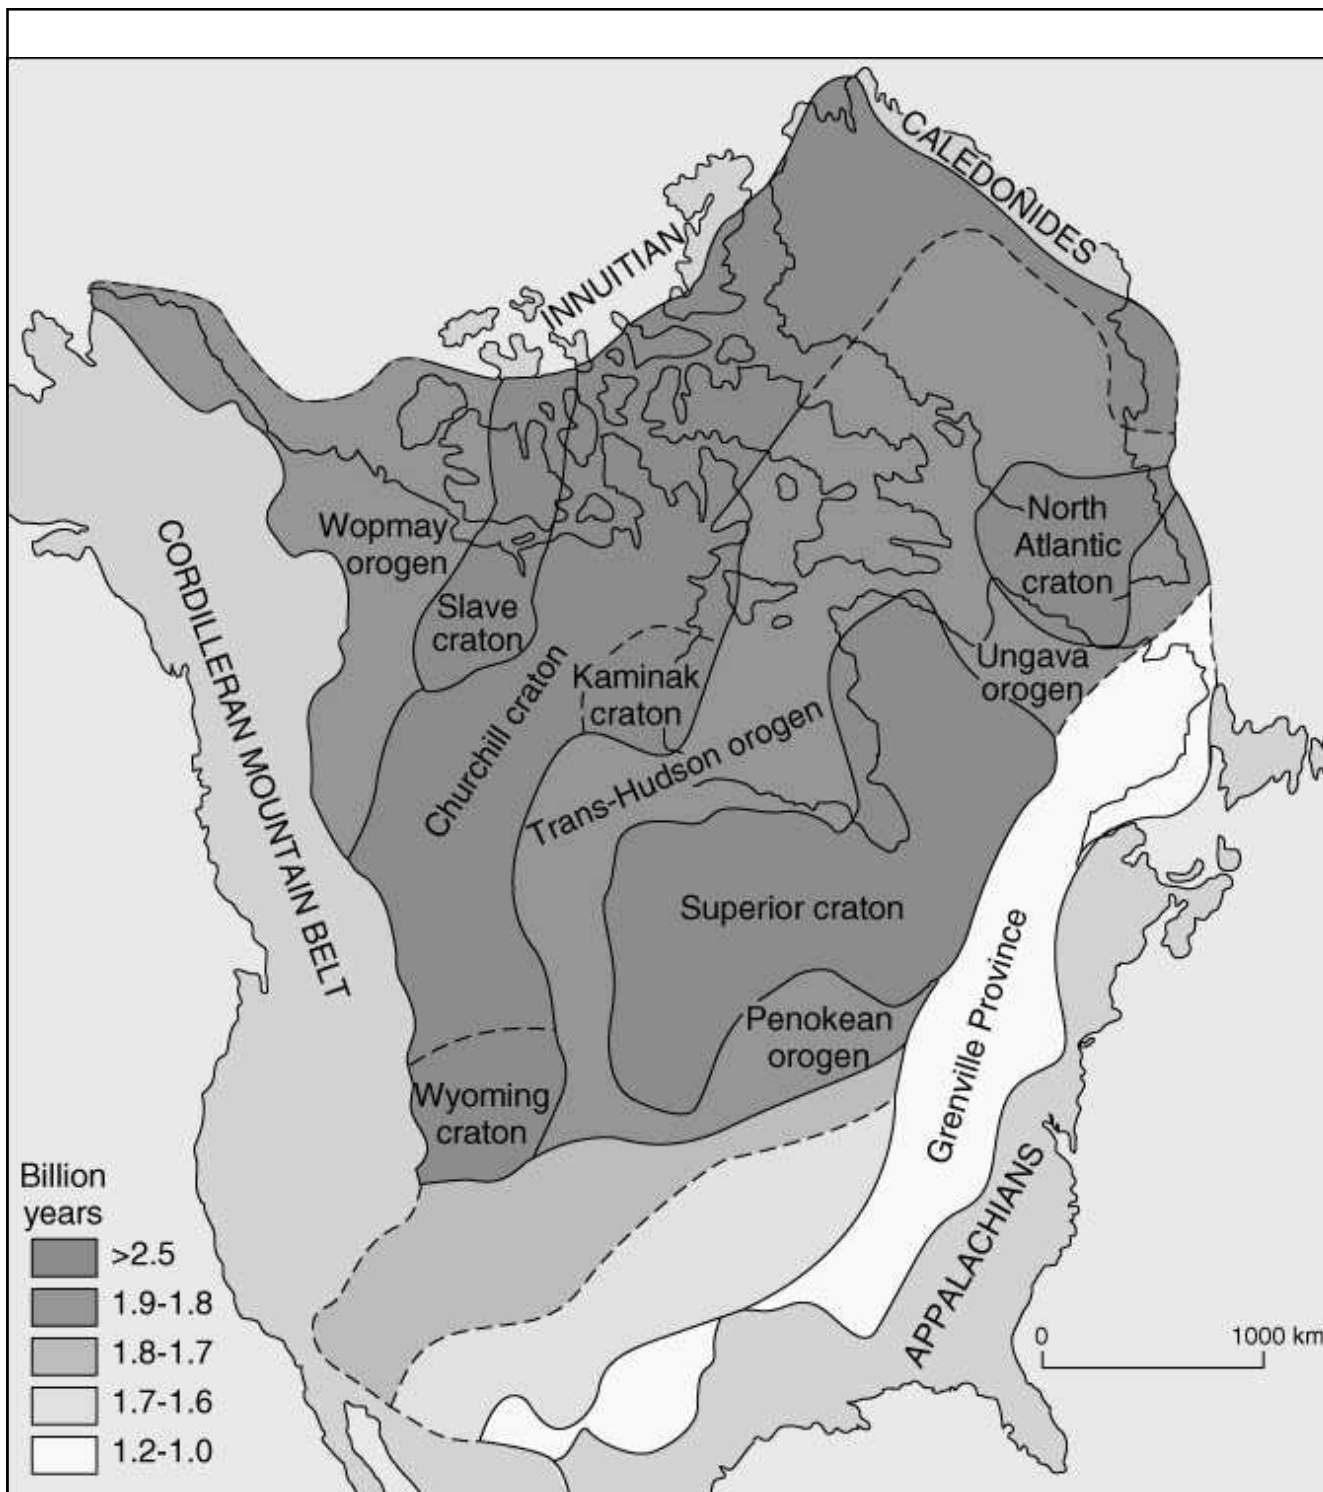 CALEDONIDES
INNUITIAN
North
Atlantic
craton
Wopmay
orogen
CORDILLERAN MOUNTAIN BELT
Slave
craton
Ungava
orogen
Kaminak
craton
Churchill craton
Trans-Hudson orogen
Superior craton
Grenville Province
Penokean
orogen
Wyoming
craton
APPALACHIANS
Billion
years
>2.5
1.9-1.8
1.8-1.7
1.7-1.6
1.2-1.0
0 1000 km